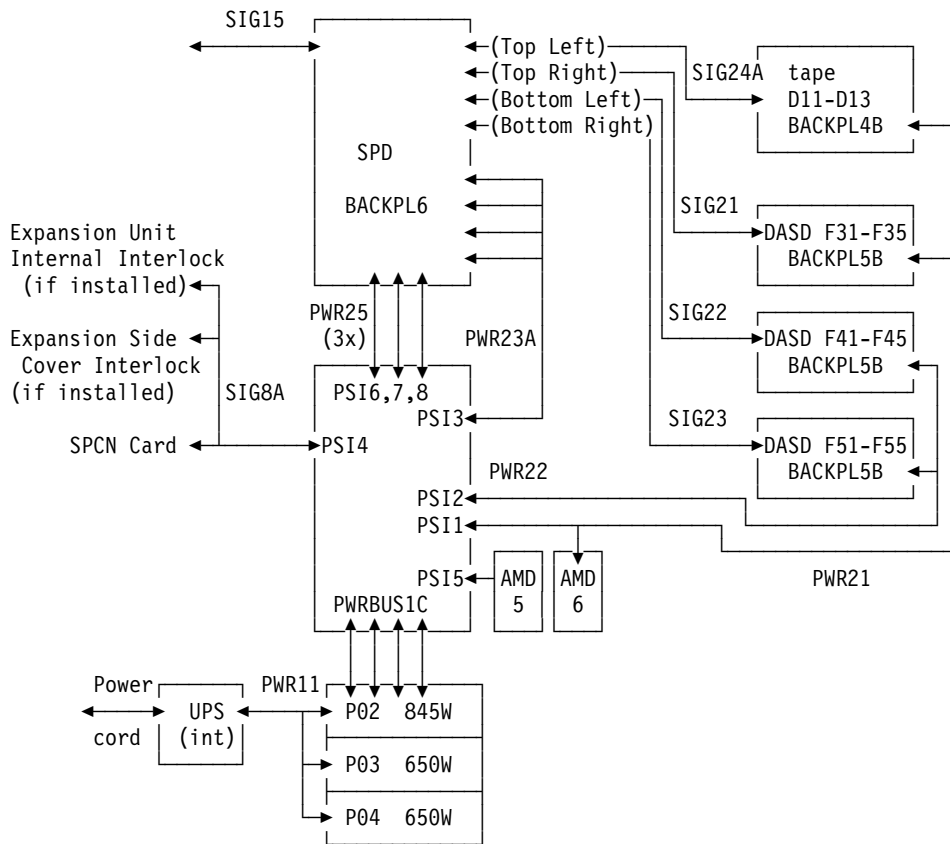 SIG15
(Top Left)
(Top Right)
(Bottom Left)
(Bottom Right)
SIG24A
tape
D11-D13
BACKPL4B
SPD
BACKPL6
SIG21
DASD F31-F35
BACKPL5B
Expansion Unit
Internal Interlock
(if installed)
PWR25
(3x)
PWR23A
SIG22
DASD F41-F45
BACKPL5B
Expansion Side
Cover Interlock
(if installed)
SIG8A
PSI6,7,8
PSI3
SIG23
DASD F51-F55
BACKPL5B
SPCN Card
PSI4
PWR22
PSI2
PSI1
PSI5
AMD
5
AMD
6
PWR21
PWRBUS1C
Power
cord
UPS
(int)
PWR11
P02 845W
P03 650W
P04 650W